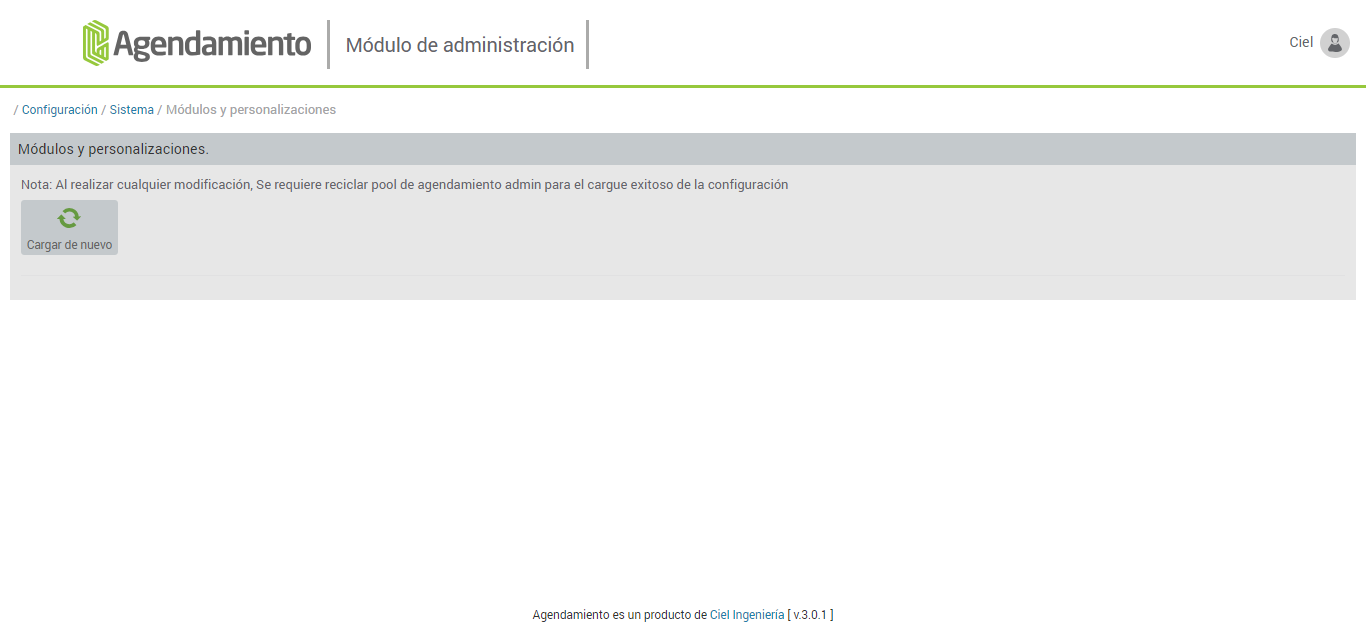 Agendamiento
Módulo de administración
Ciel
/ Configuración / Sistema / Módulos y personalizaciones
Módulos y personalizaciones.
Nota: Al realizar cualquier modificación, Se requiere reciclar pool de agendamiento admin para el cargue exitoso de la configuración
Cargar de nuevo
Agendamiento es un producto de Ciel Ingeniería [ v.3.0.1 ]